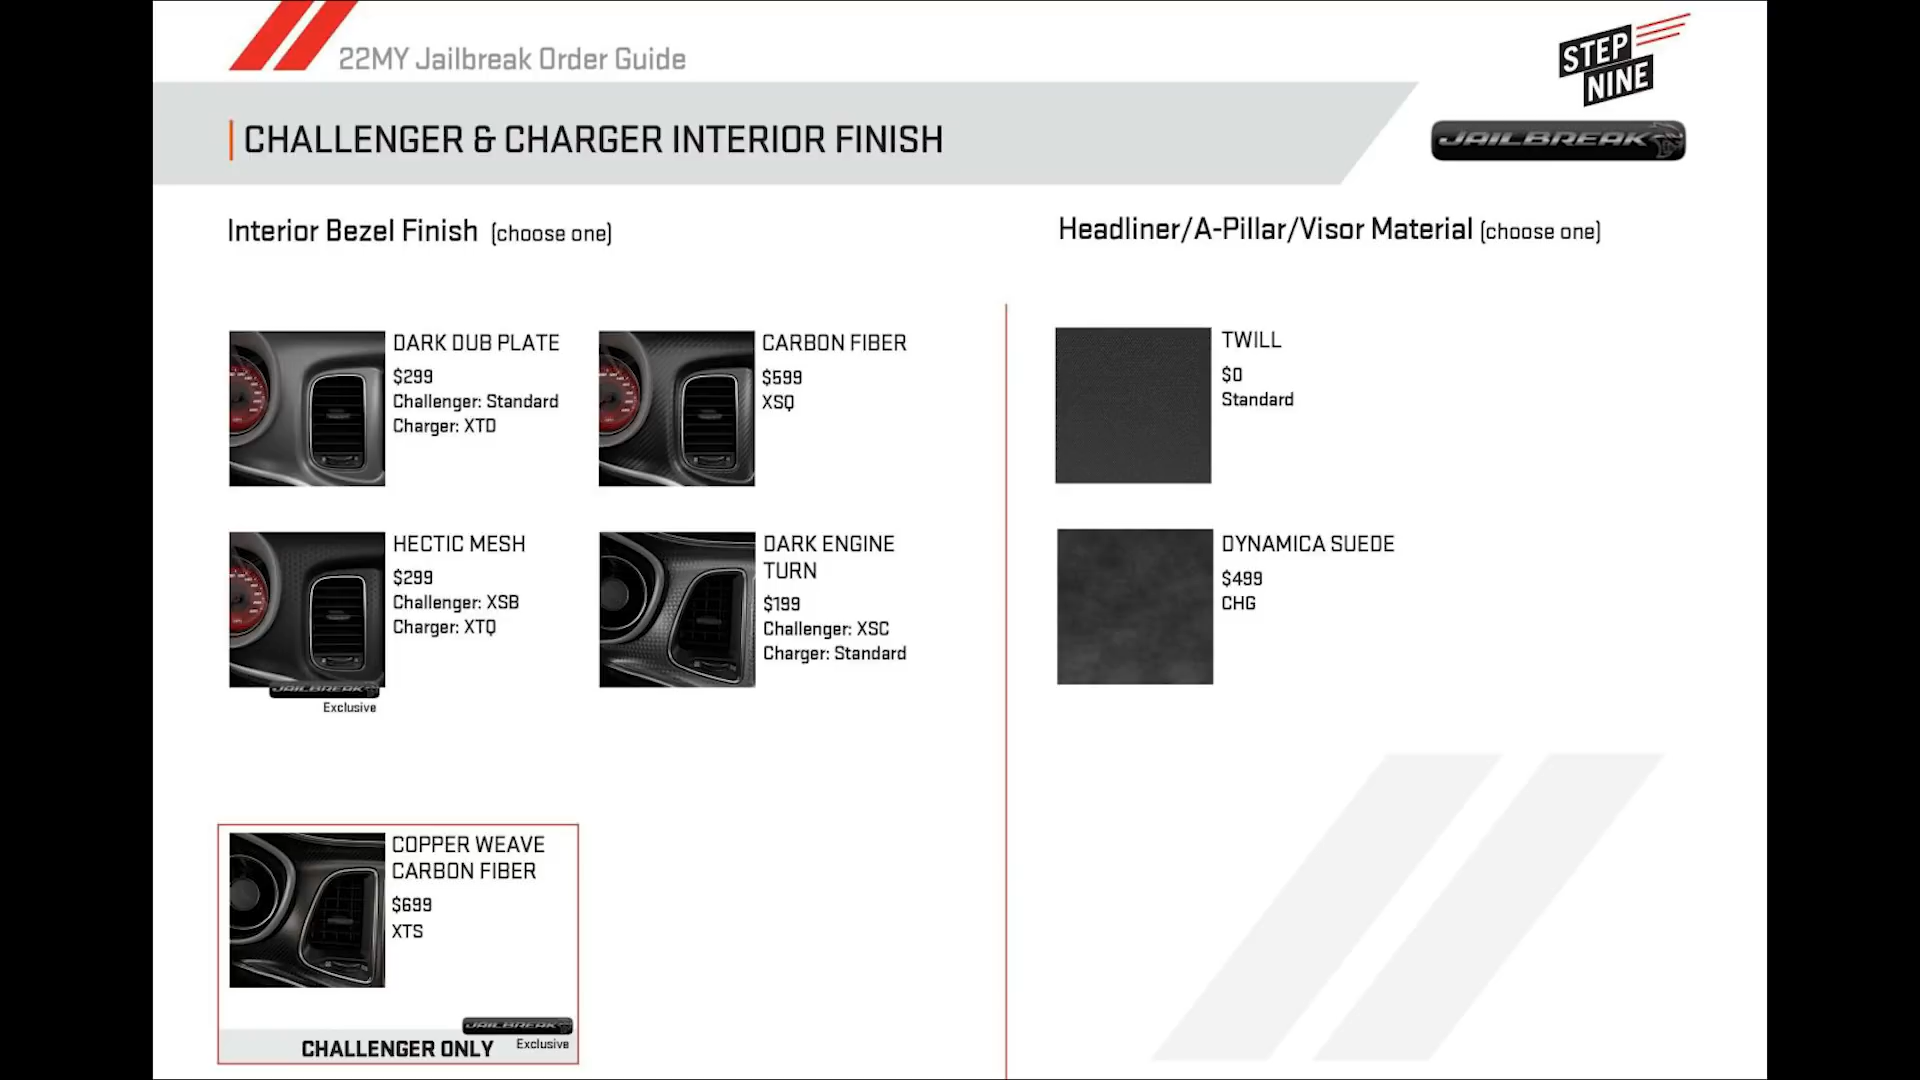 22MY Jailbreak Order Guide
STEP
NINE
CHALLENGER & CHARGER INTERIOR FINISH
JAILBREAK
Interior Bezel Finish (choose one)
DARK DUB PLATE
$299
Challenger: Standard
Charger: XTD
CARBON FIBER
$599
XSQ
HECTIC MESH
$299
Challenger: XSB
Charger: XTQ
JAILBREAK
Exclusive
DARK ENGINE
TURN
$199
Challenger: XSC
Charger: Standard
COPPER WEAVE
CARBON FIBER
$699
XTS
JAILBREAK
Exclusive
CHALLENGER ONLY
Headliner/A-Pillar/Visor Material (choose one)
TWILL
$0
Standard
DYNAMICA SUEDE
$499
CHG